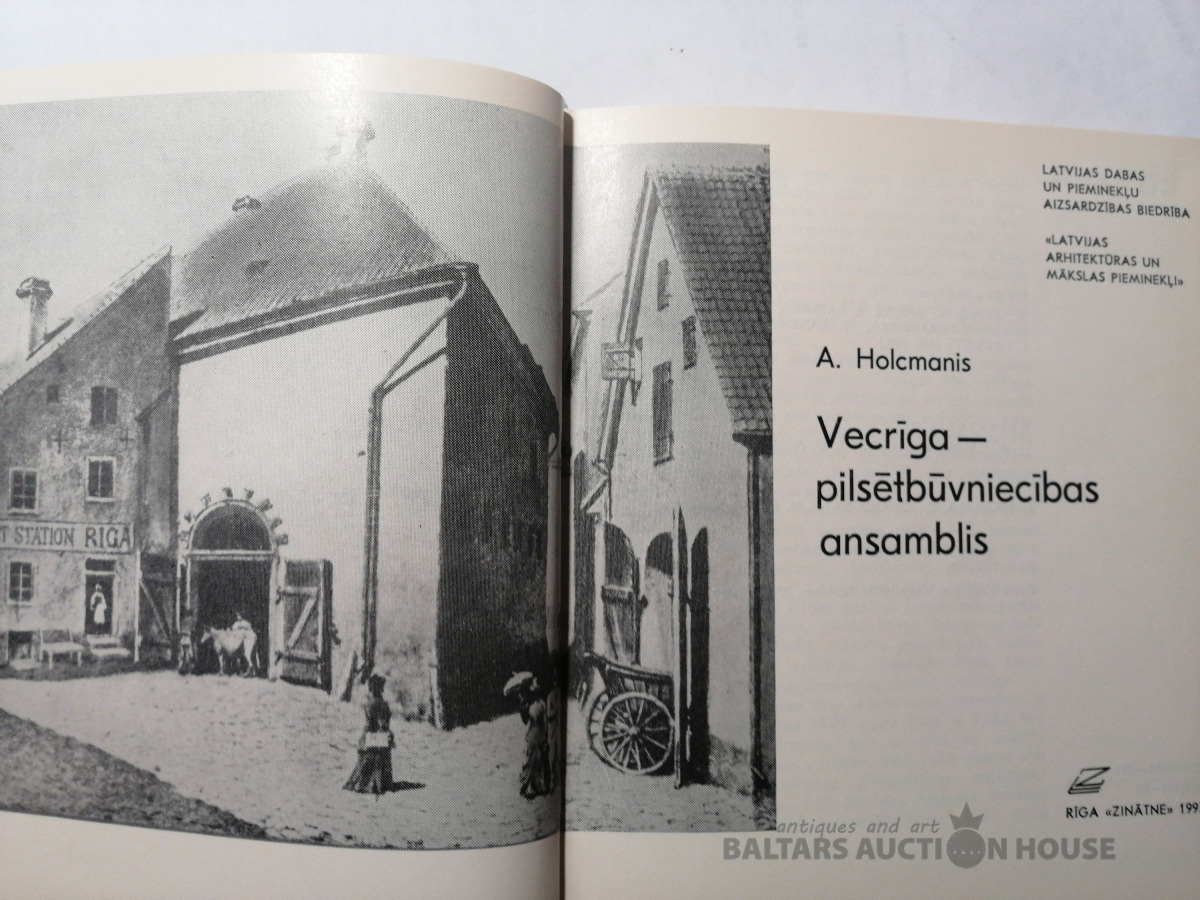 T STATION RIGA
LATVIJAS DABAS
UN PIEMINEKĻU
AIZSARDZĪBAS BIEDRĪBA
«LATVIJAS
ARHITEKTŪRAS UN
MĀKSLAS PIEMINEKĻI»
A. Holcmanis
Vecrīga —
pilsētbūvniecības
ansamblis
RĪGA «ZINĀTNE» 199
antiques and art
BALTARS AUCTION HOUSE